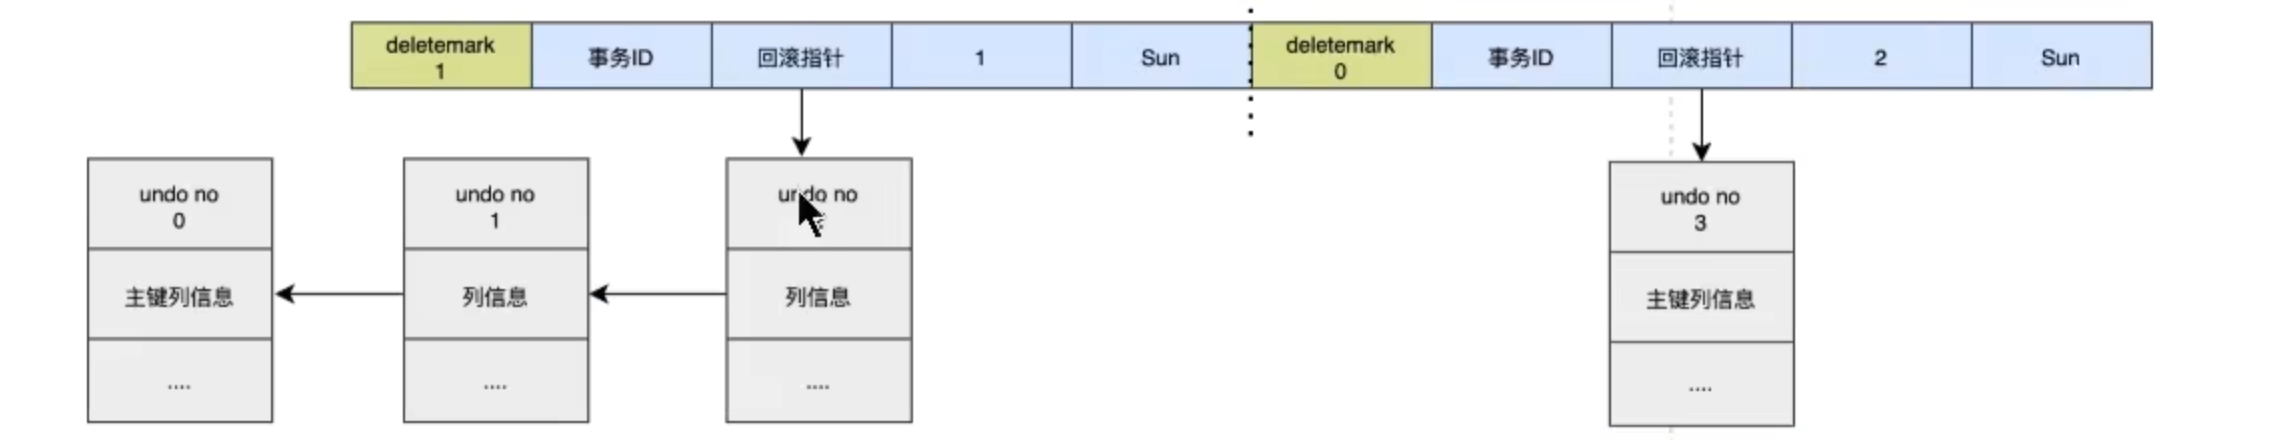 deletemark
1
事务ID
回滚指针
1
Sun
deletemark
0
事务ID
回滚指针
2
Sun
undo no
0
主键列信息
....
undo no
1
列信息
....
undo no
列信息
....
undo no
3
主键列信息
....